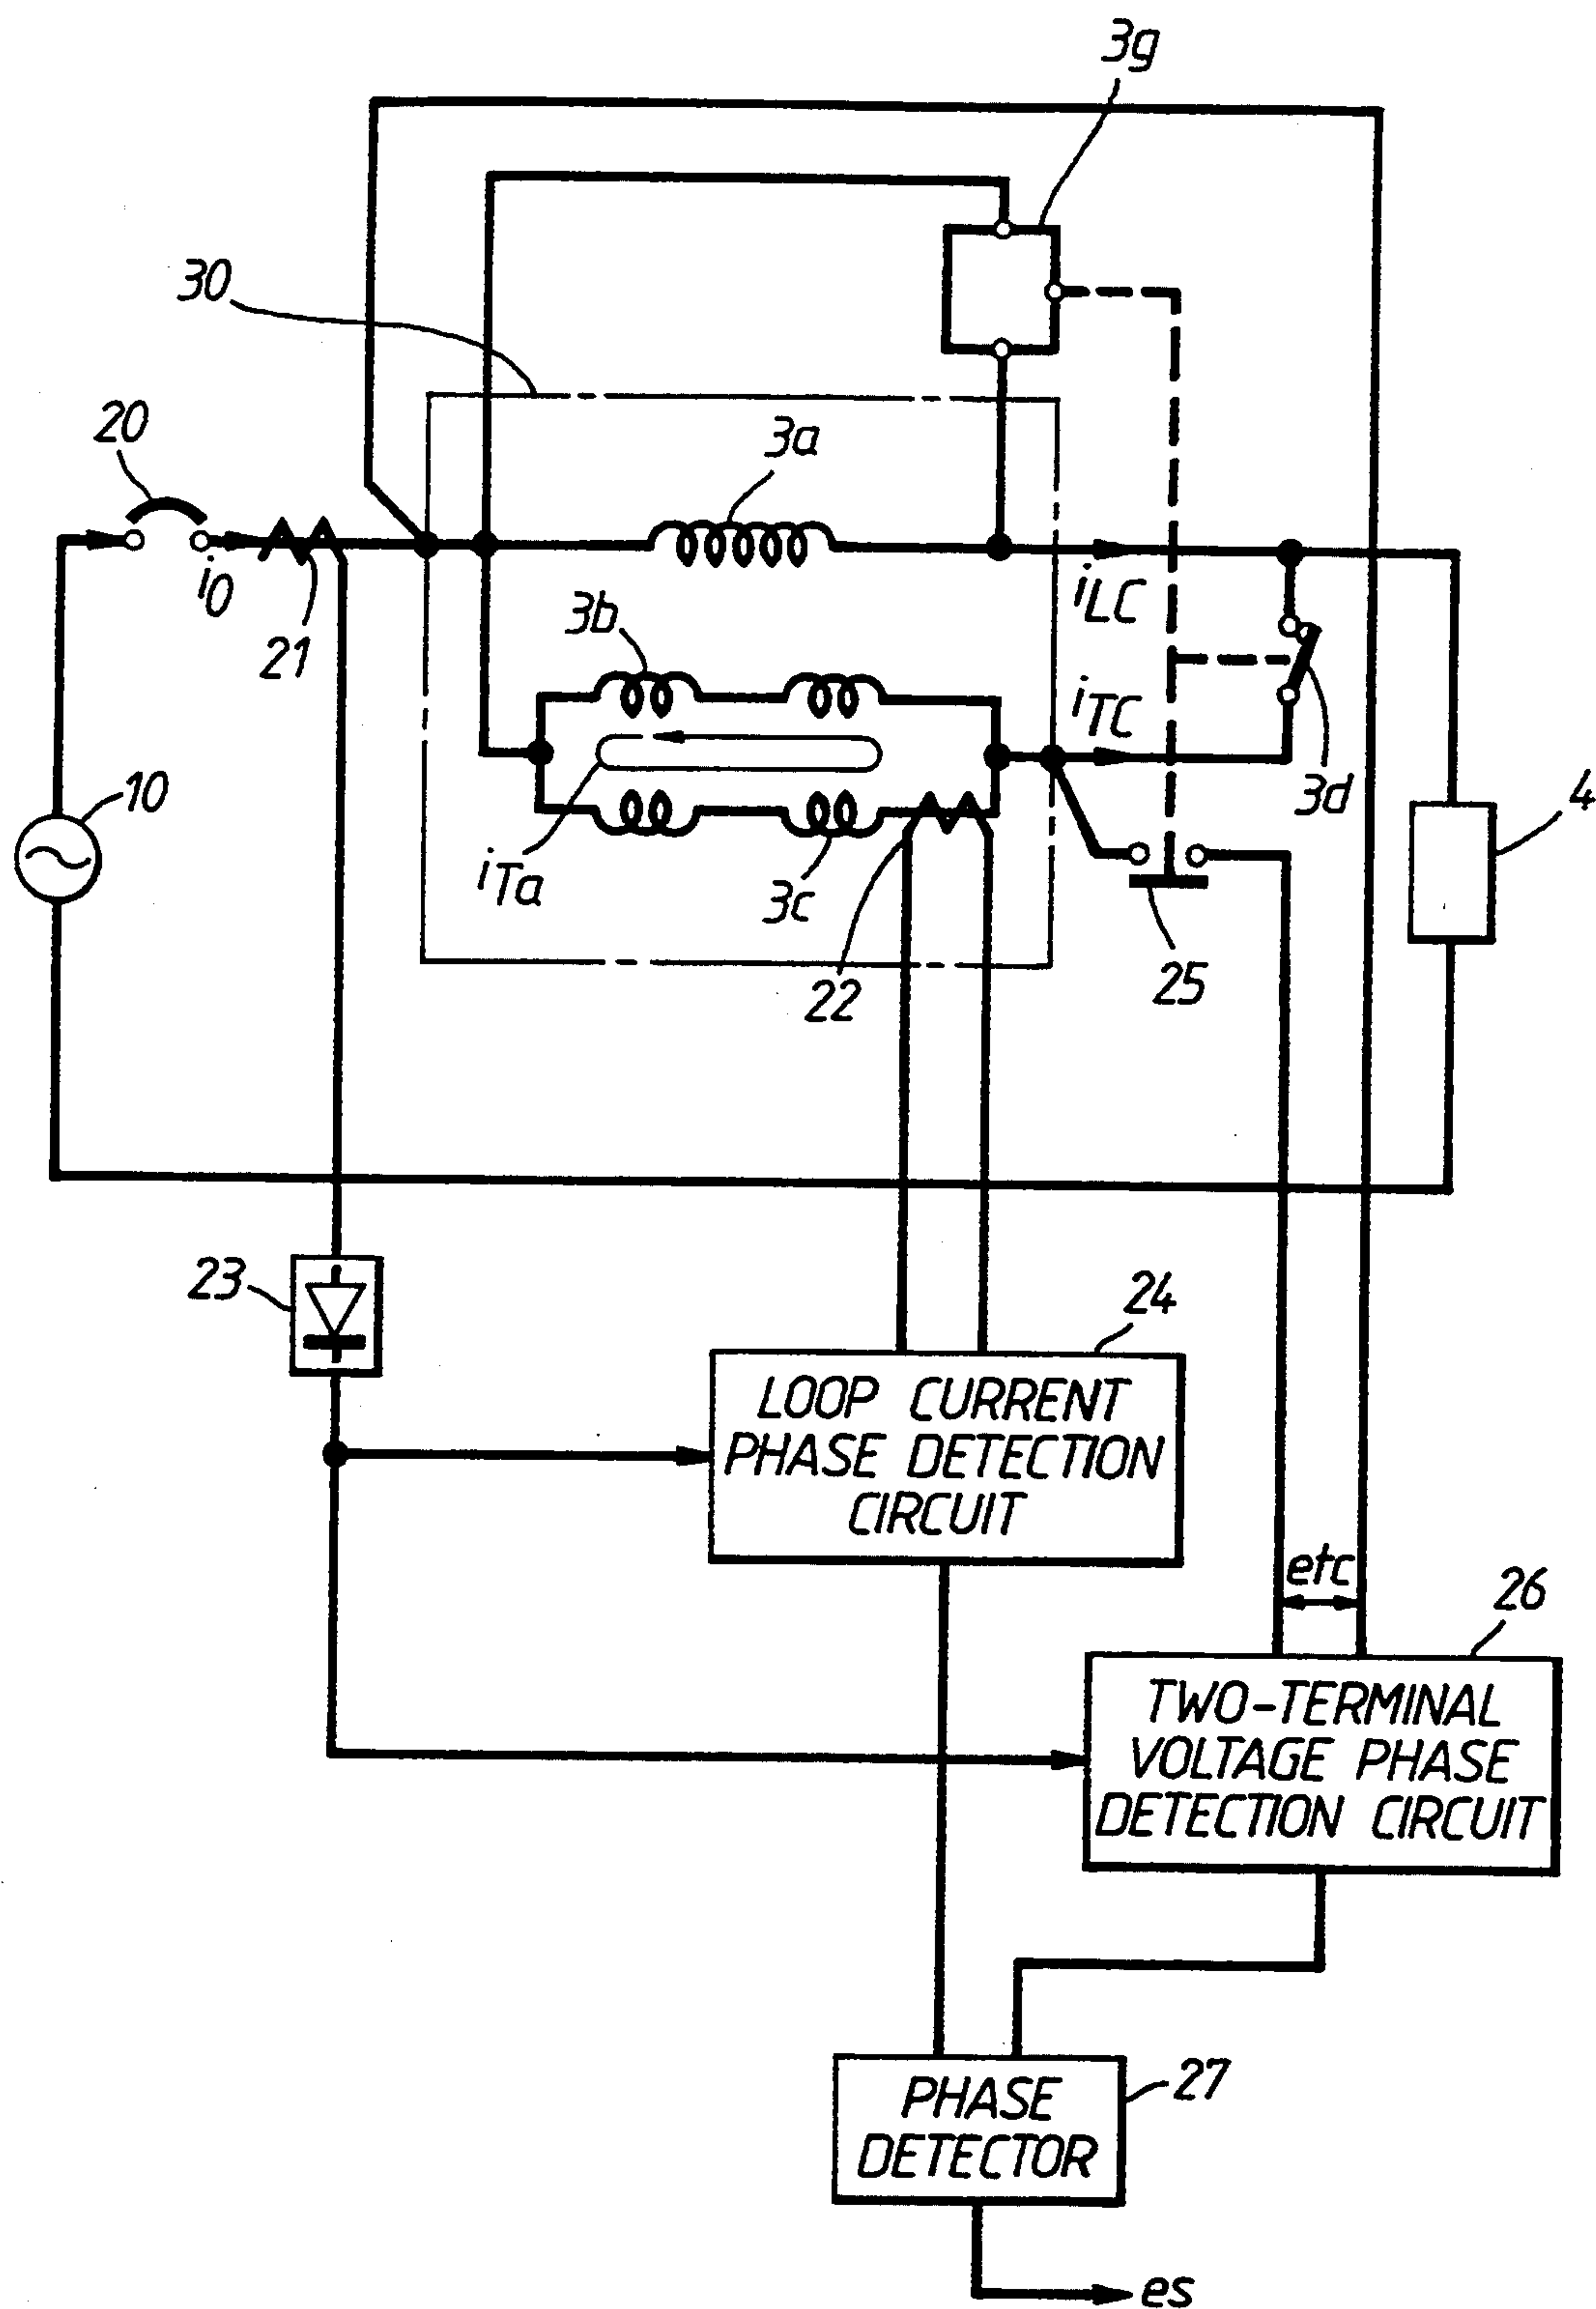 3g
30
20
3a
i0
21
iLC
3b
iTC
10
3d
4
iTa
3c
22
25
23
24
LOOP CURRENT
PHASE DETECTION
CIRCUIT
etc
26
TWO-TERMINAL
VOLTAGE PHASE
DETECTION CIRCUIT
27
PHASE
DETECTOR
es